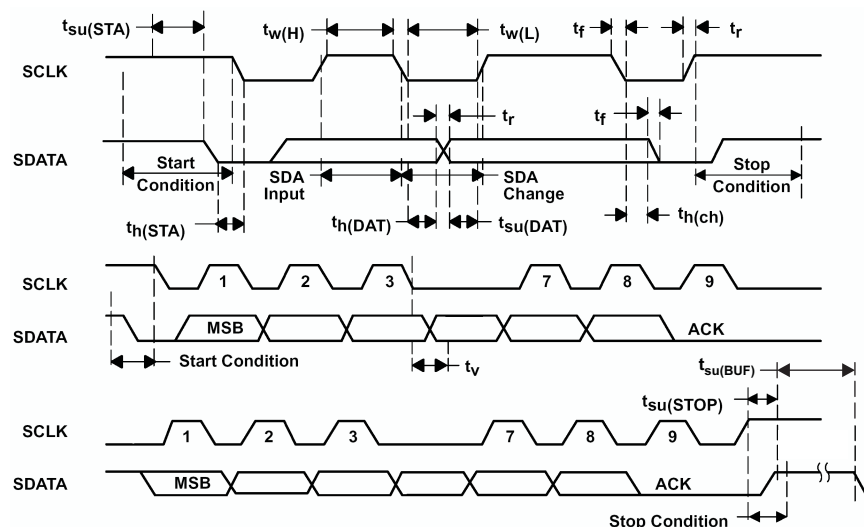 tsu(STA)
tw(H)
tw(L)
tf
tr
SCLK
tr
tf
SDATA
Start
Condition
SDA
Input
SDA
Change
Stop
Condition
th(STA)
th(DAT)
tsu(DAT)
th(ch)
SCLK
1
2
3
7
8
9
SDATA
MSB
ACK
Start Condition
tv
tsu(BUF)
tsu(STOP)
SCLK
1
2
3
7
8
9
SDATA
MSB
ACK
Stop Condition